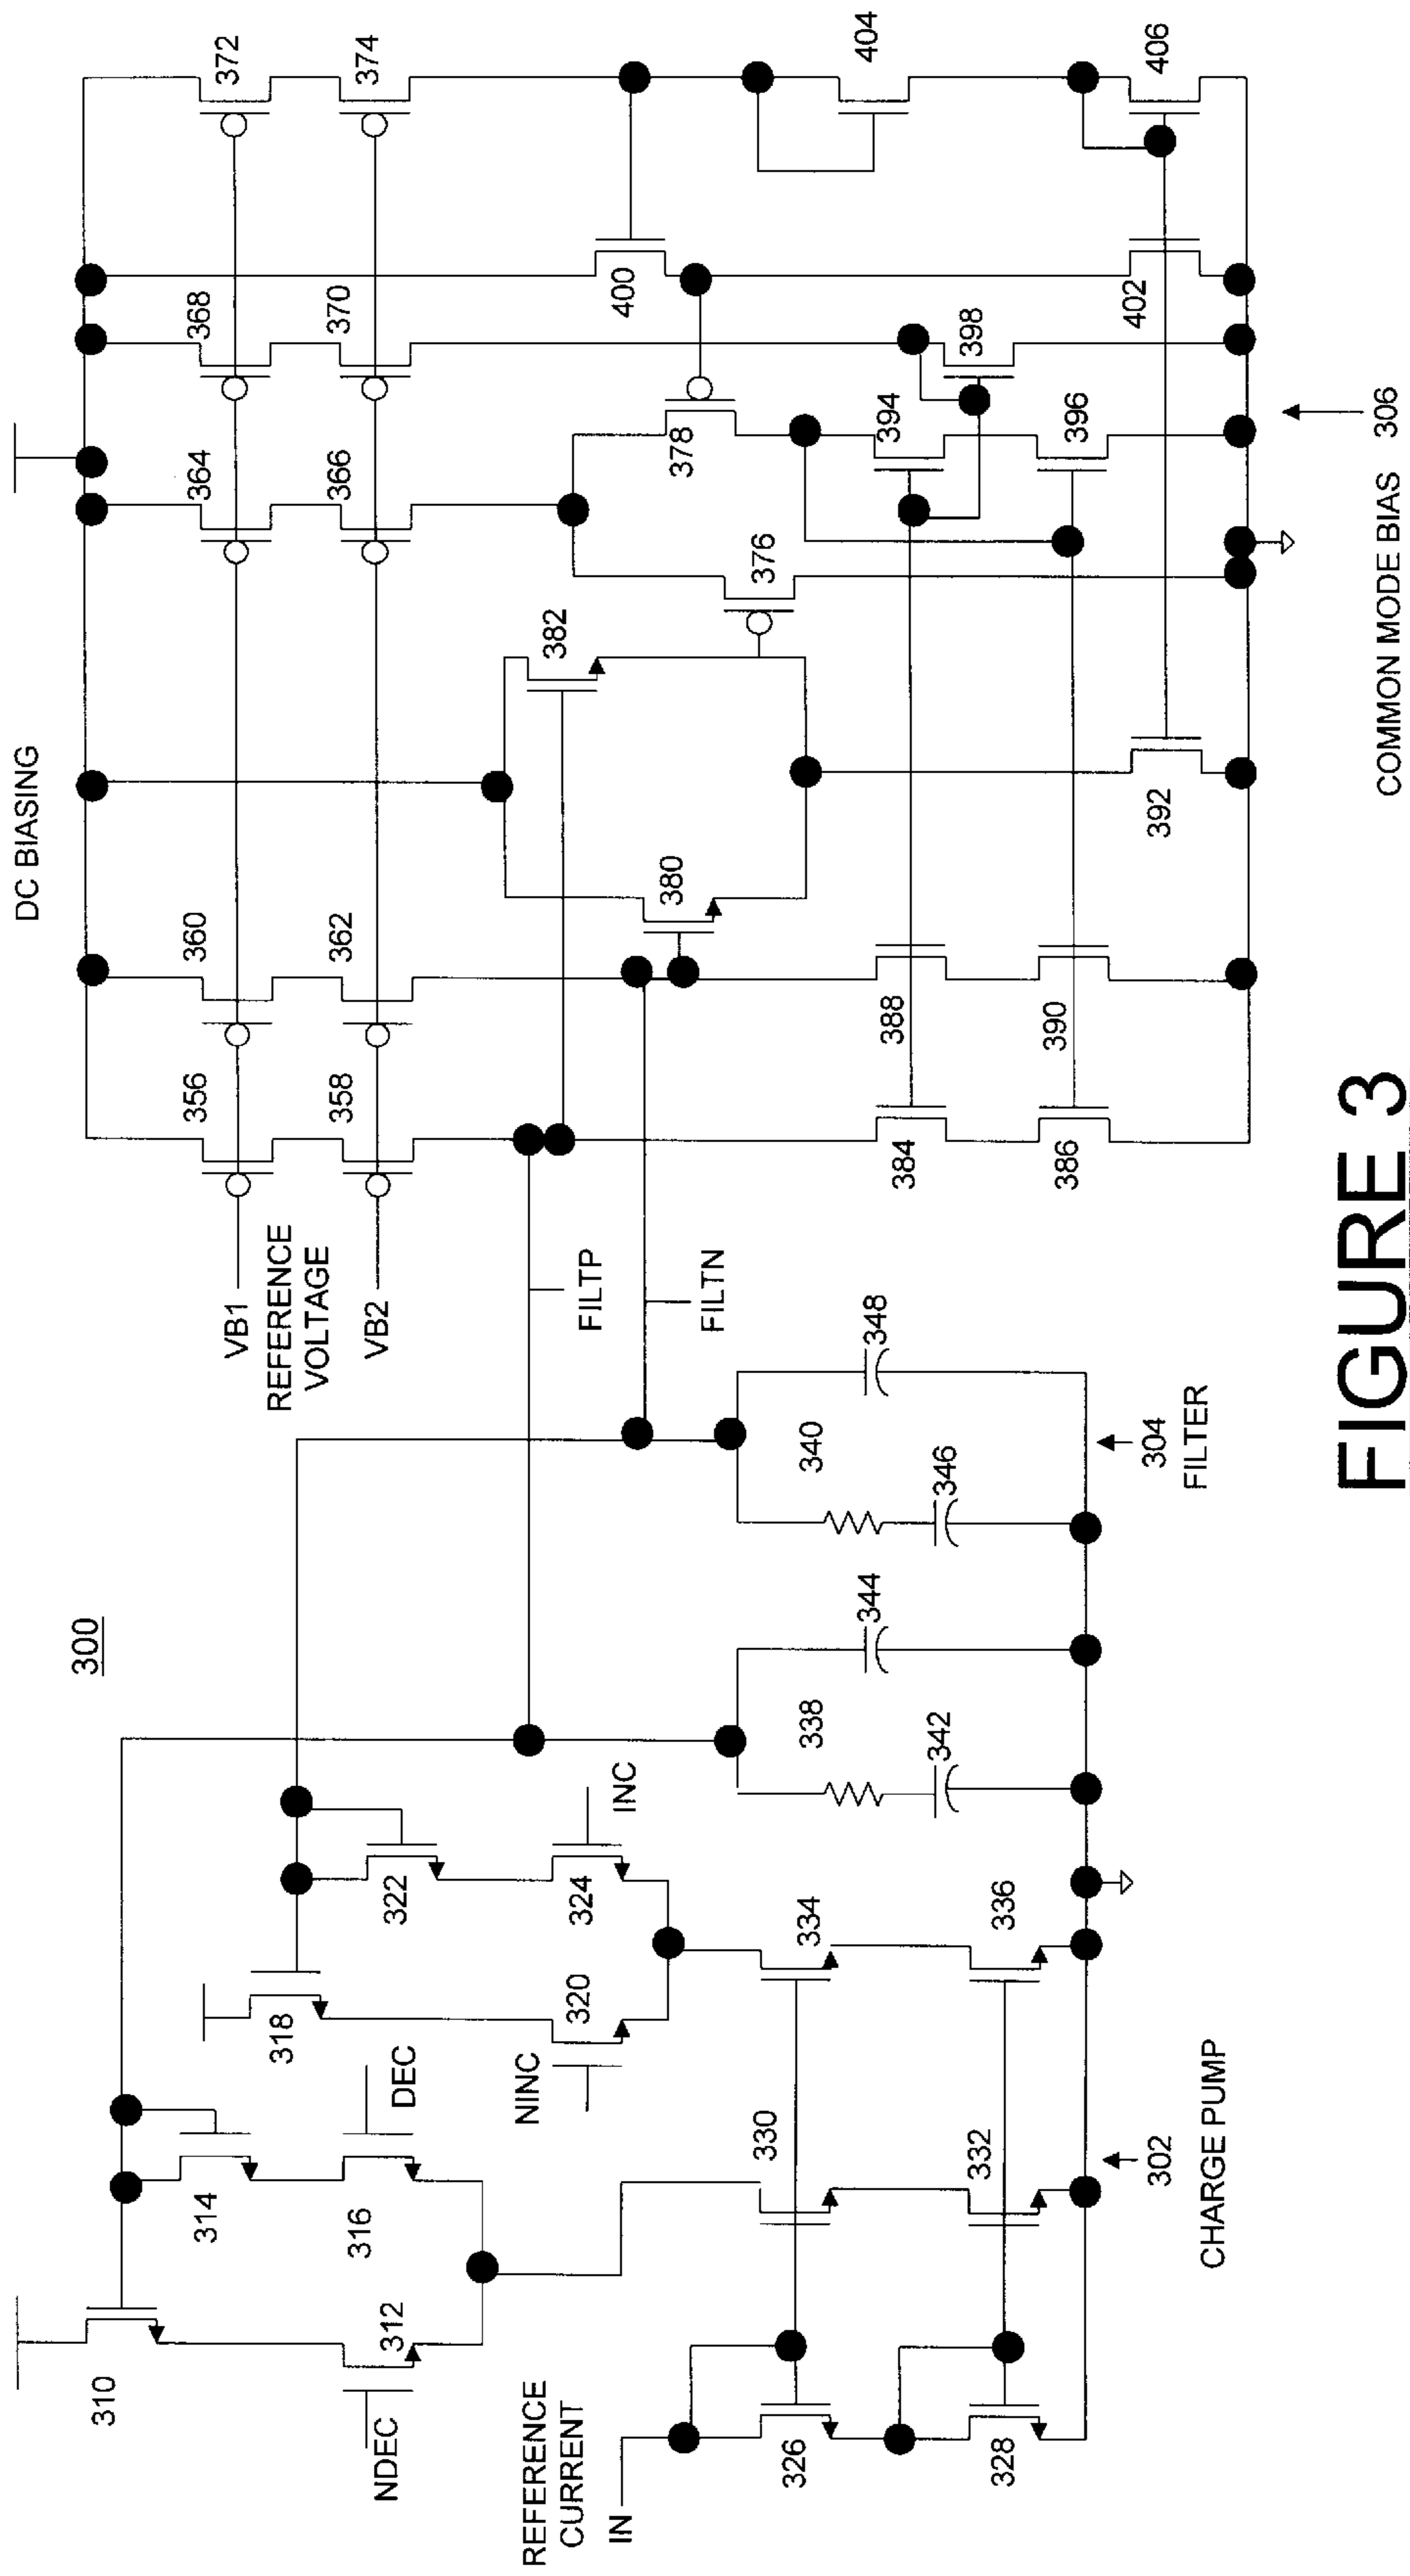 300
DC BIASING
310
NDEC
312
314
316
DEC
318
NINC
320
322
324
INC
REFERENCE
CURRENT
IN
326
328
330
332
334
336
302
CHARGE PUMP
338
342
344
340
346
348
304
FILTER
FILTP
FILTN
VB1
REFERENCE
VOLTAGE
VB2
356
358
360
362
364
366
368
370
372
374
376
378
380
382
384
386
388
390
392
394
396
398
400
402
404
406
COMMON MODE BIAS 306
FIGURE 3